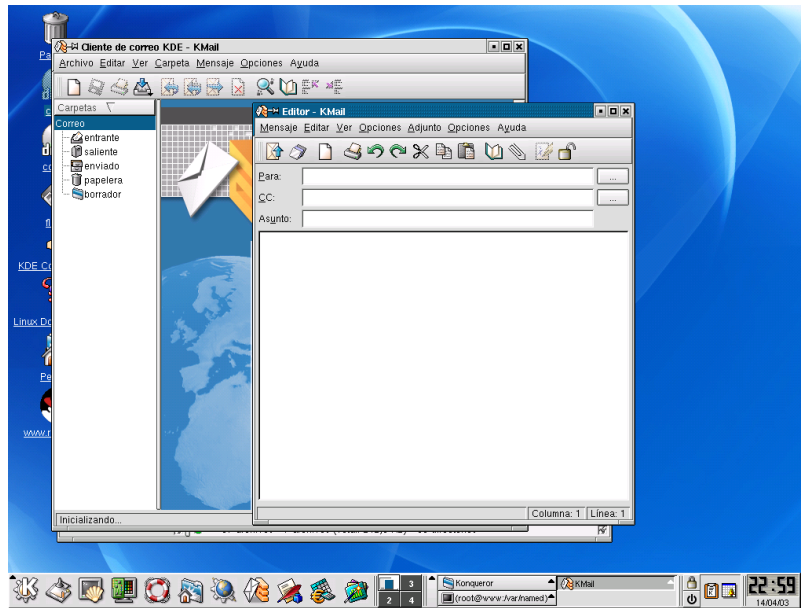 Cliente de correo KDE - KMail
Archivo Editar Ver Carpeta Mensaje Opciones Ayuda
Carpetas
Correo
entrante
saliente
enviado
papelera
borrador
Inicializando...
Editor - KMail
Mensaje Editar Ver Opciones Adjunto Opciones Ayuda
Para:
...
CC:
...
Asunto:
Columna: 1 Línea: 1
KDE Co
Linux Do
Pe
www.r
2
3
4
Konqueror
KMail
(root@www:/var/named)
22:59
14/04/03